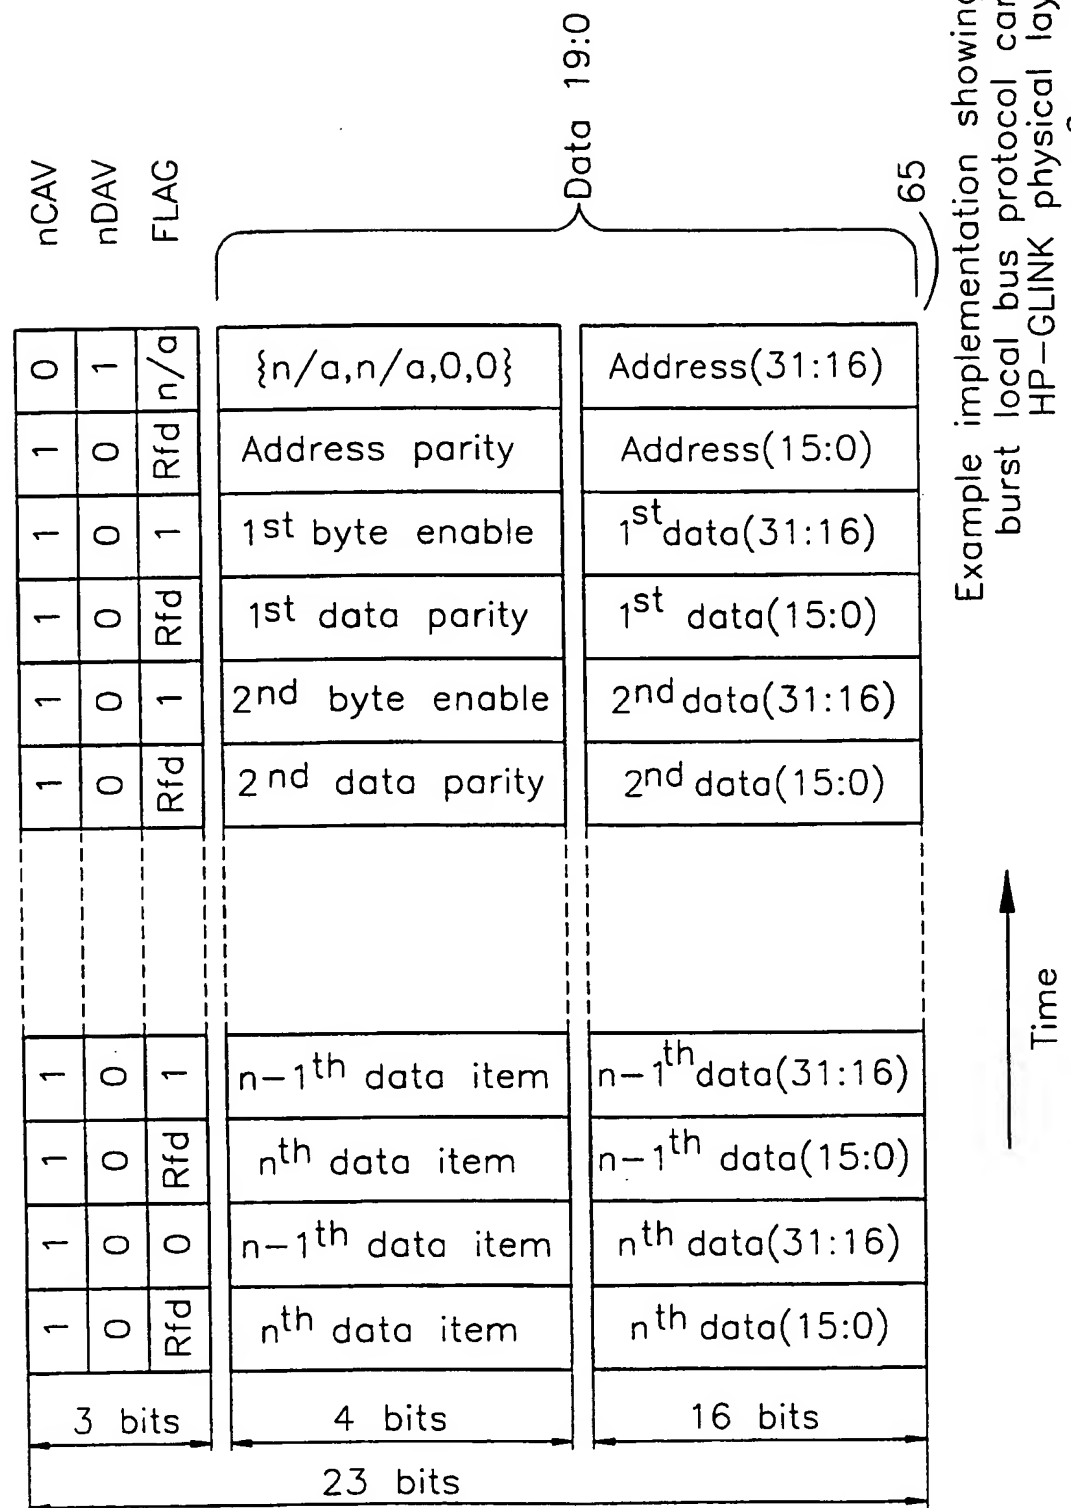 nCAV
nDAV
FLAG
0 1 n/a {n/a,n/a,0,0} Address(31:16)
1 0 Rfd Address parity Address(15:0)
1 0 1 1st byte enable 1st data(31:16)
1 0 Rfd 1st data parity 1st data(15:0)
1 0 1 2nd byte enable 2nd data(31:16)
1 0 Rfd 2nd data parity 2nd data(15:0)
1 0 1 n-1th data item n-1th data(31:16)
1 0 Rfd nth data item n-1th data(15:0)
1 0 0 n-1th data item nth data(31:16)
1 0 Rfd nth data item nth data(15:0)
3 bits 4 bits 16 bits
23 bits
Data 19:0
65
Time
Example implementation showing
burst local bus protocol
HP-GLINK physical